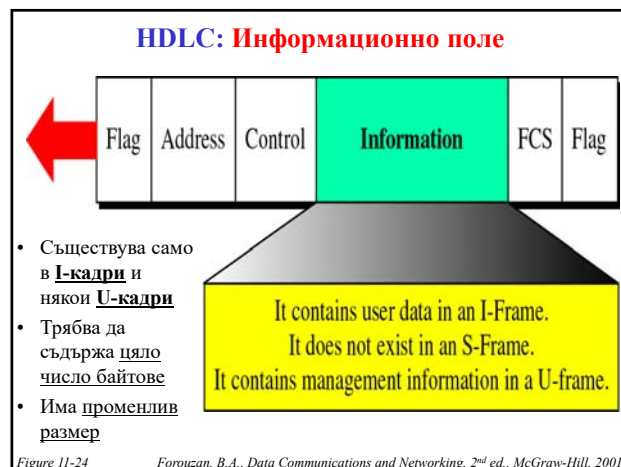 HDLC: Информационно поле
Flag Address Control Information FCS Flag
• Съществува само
в I-кадри и
някои U-кадри
• Трябва да
съдържа цяло
число байтове
• Има променлив
размер
It contains user data in an I-Frame.
It does not exist in an S-Frame.
It contains management information in a U-frame.
Figure 11-24 Forouzan, B.A., Data Communications and Networking, 2nd ed., McGraw-Hill, 2001